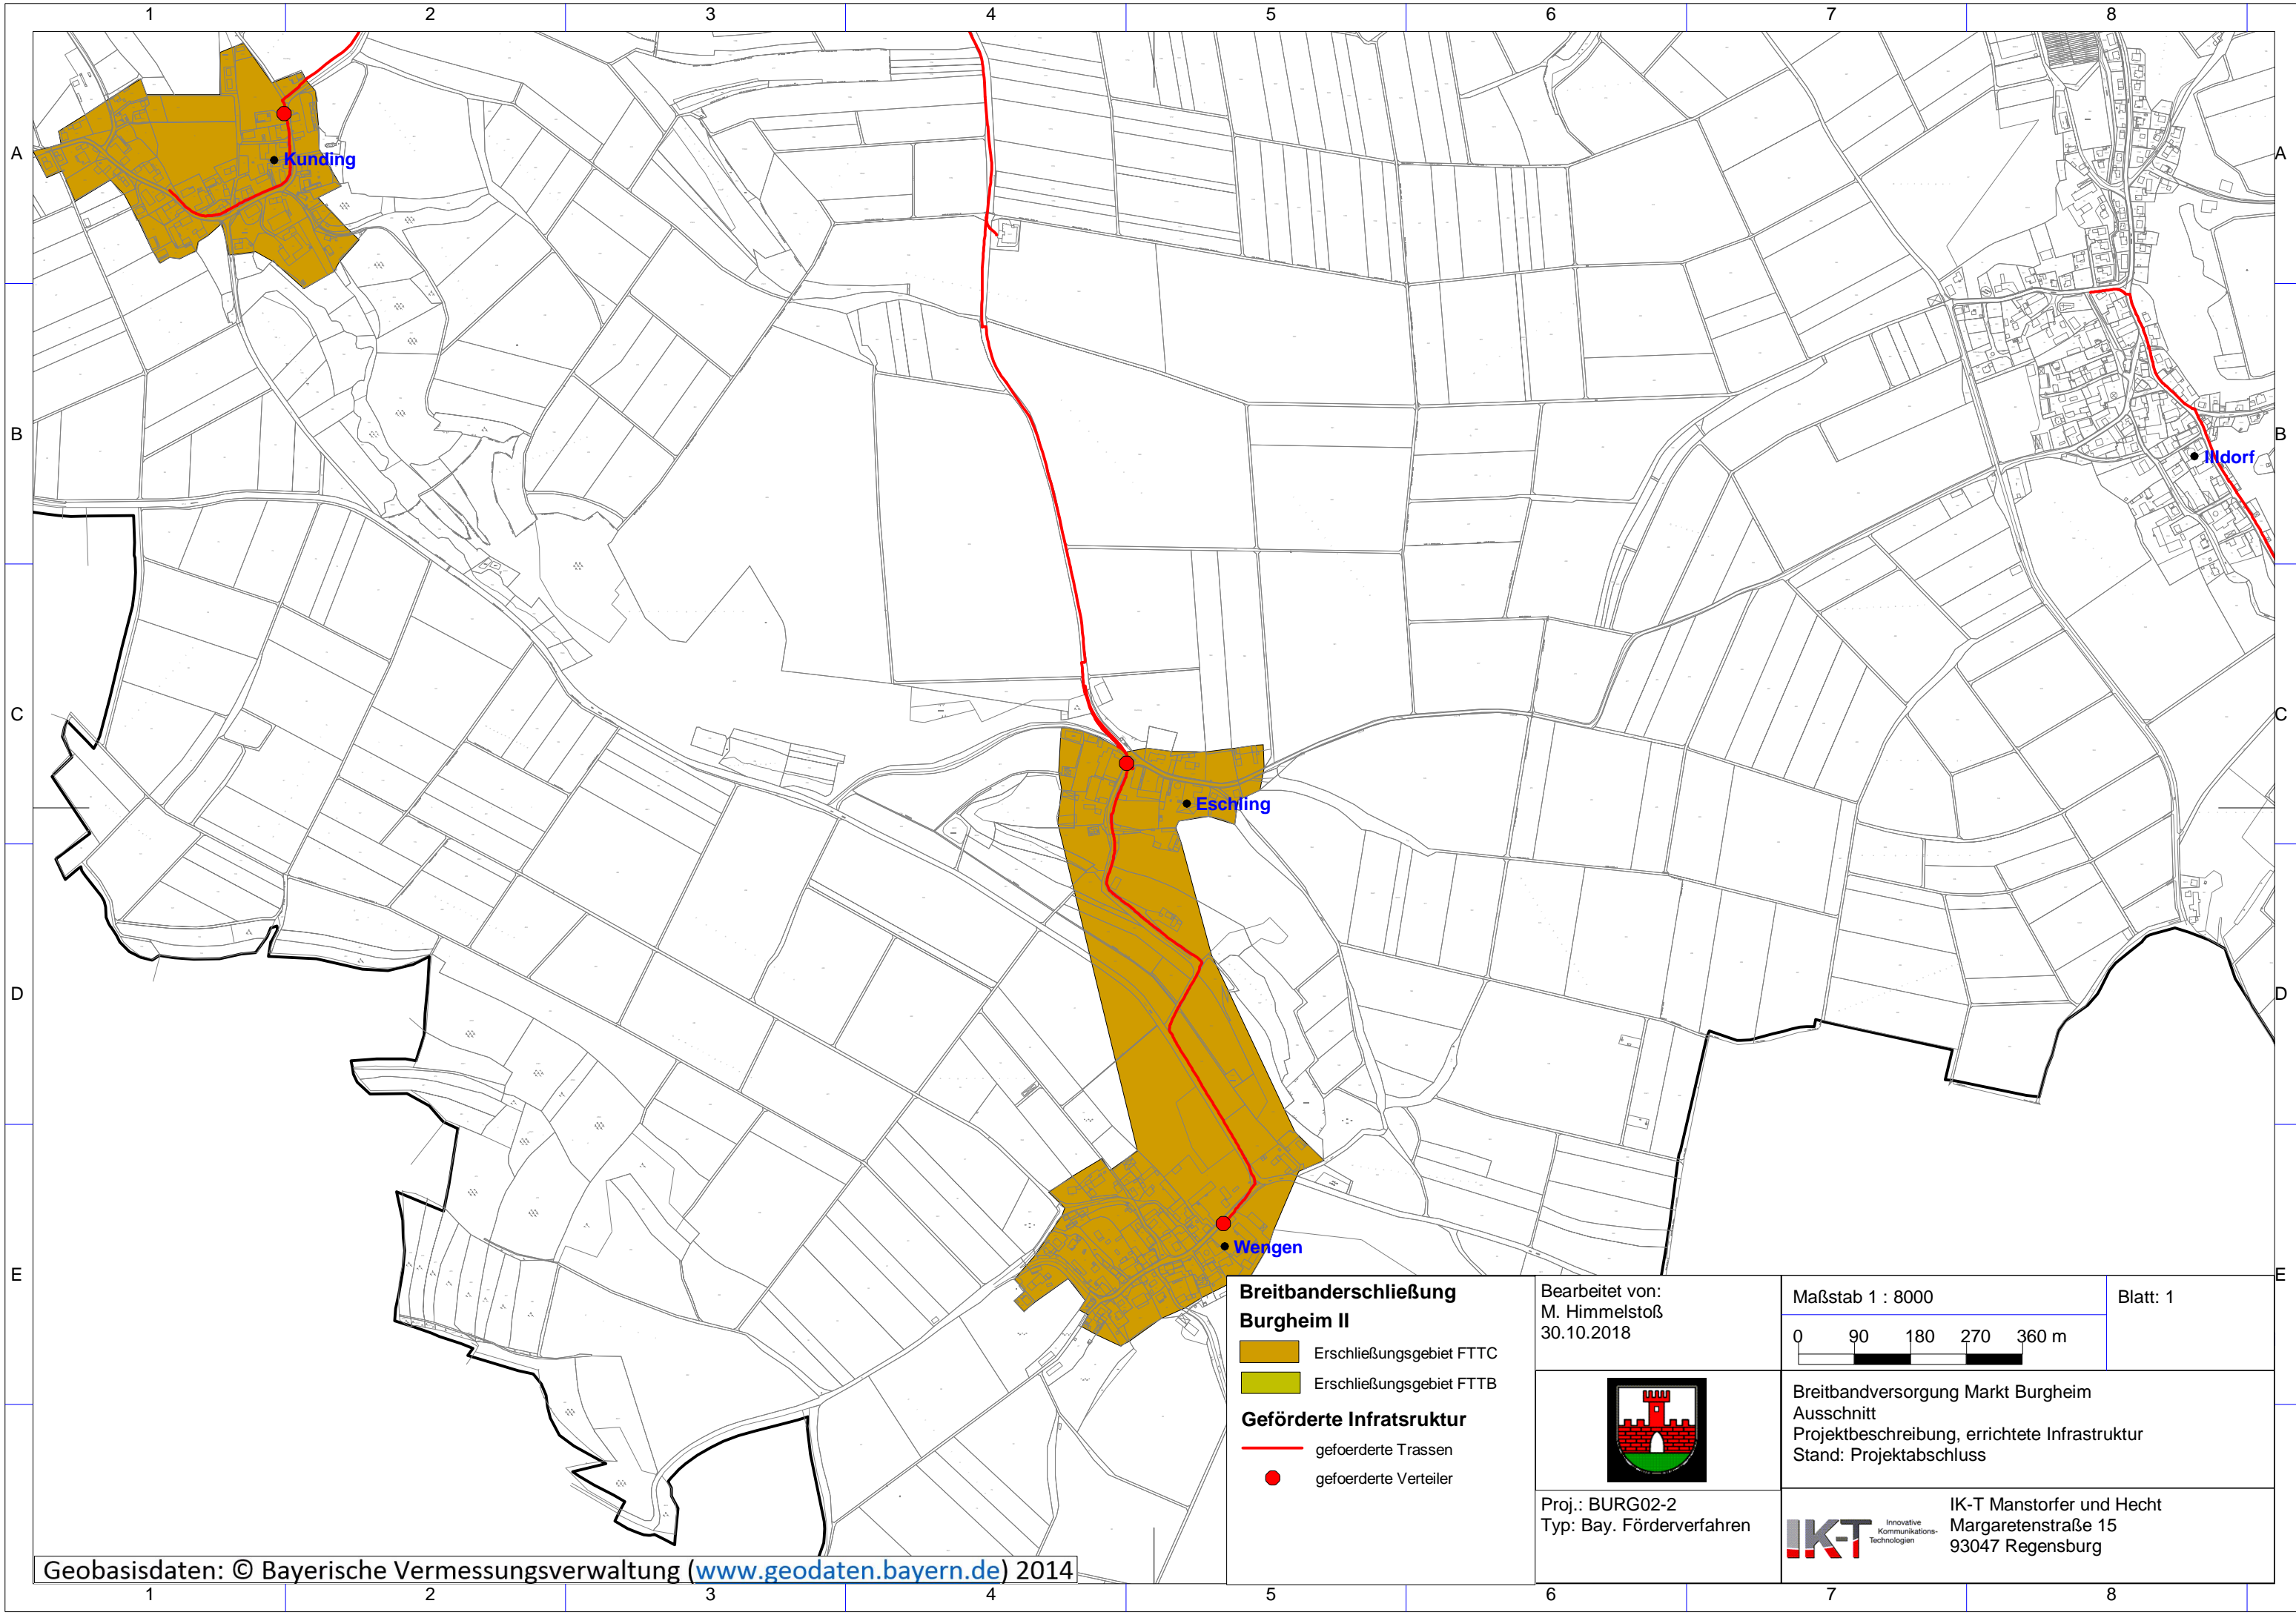 1 2 3 4 5 6 7 8
A A
Kunding
B B
Illdorf
C C
Eschling
D D
E E
Wengen
Breitbanderschließung
Burgheim II
Erschließungsgebiet FTTC
Erschließungsgebiet FTTB
Geförderte Infratsruktur
gefoerderte Trassen
gefoerderte Verteiler
Bearbeitet von:
M. Himmelstoß
30.10.2018
Proj.: BURG02-2
Typ: Bay. Förderverfahren
Maßstab 1 : 8000
Blatt: 1
0 90 180 270 360 m
Breitbandversorgung Markt Burgheim
Ausschnitt
Projektbeschreibung, errichtete Infrastruktur
Stand: Projektabschluss
IK-T
Innovative
Kommunikations-
Technologien
IK-T Manstorfer und Hecht
Margaretenstraße 15
93047 Regensburg
Geobasisdaten: © Bayerische Vermessungsverwaltung (www.geodaten.bayern.de) 2014
1 2 3 4 5 6 7 8